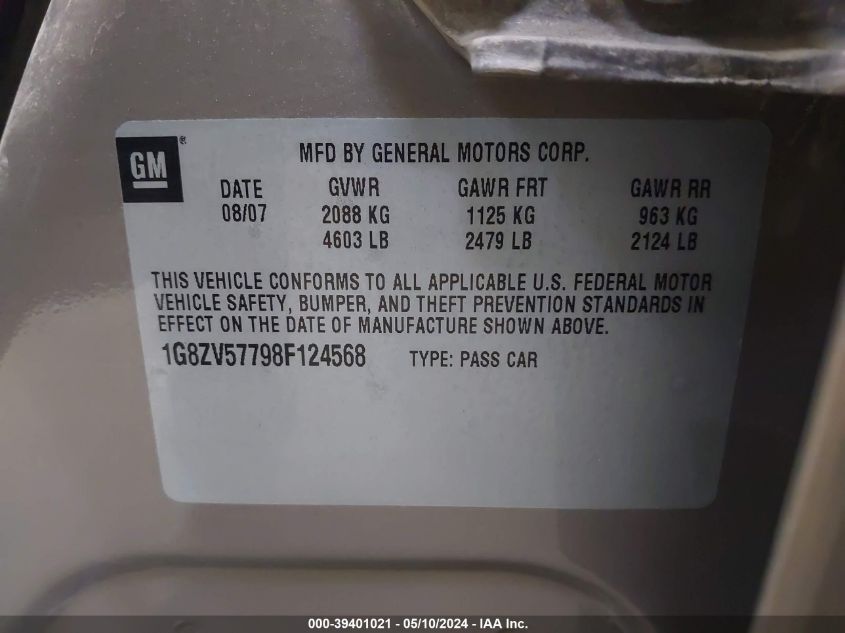 GM®
MFD BY GENERAL MOTORS CORP.
DATE GVWR GAWR FRT GAWR RR
08/07 2088 KG 1125 KG 963 KG
4603 LB 2479 LB 2124 LB
THIS VEHICLE CONFORMS TO ALL APPLICABLE U.S. FEDERAL MOTOR
VEHICLE SAFETY, BUMPER, AND THEFT PREVENTION STANDARDS IN
EFFECT ON THE DATE OF MANUFACTURE SHOWN ABOVE.
1G8ZV57798F124568 TYPE: PASS CAR
000-39401021 - 05/10/2024 - IAA Inc.